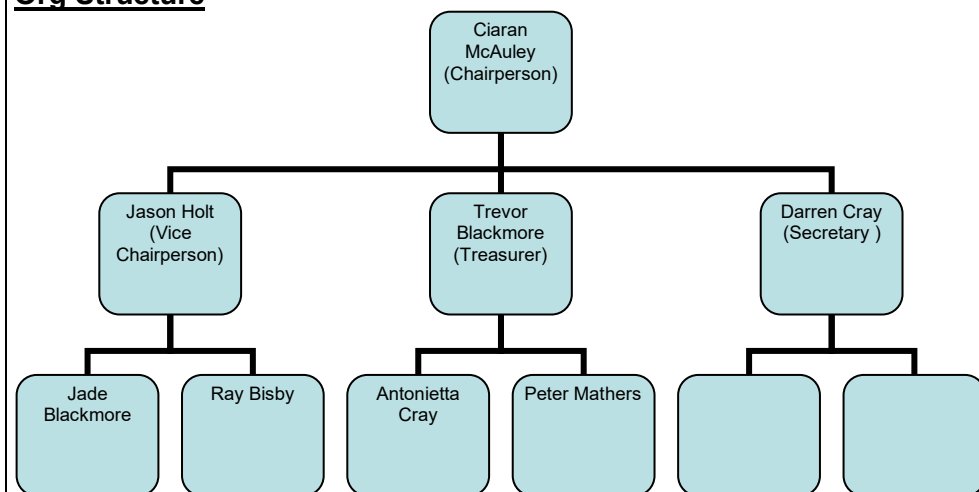 Org Structure
Ciaran
McAuley
(Chairperson)
Jason Holt
(Vice
Chairperson)
Trevor
Blackmore
(Treasurer)
Darren Cray
(Secretary )
Jade
Blackmore
Ray Bisby
Antonietta
Cray
Peter Mathers